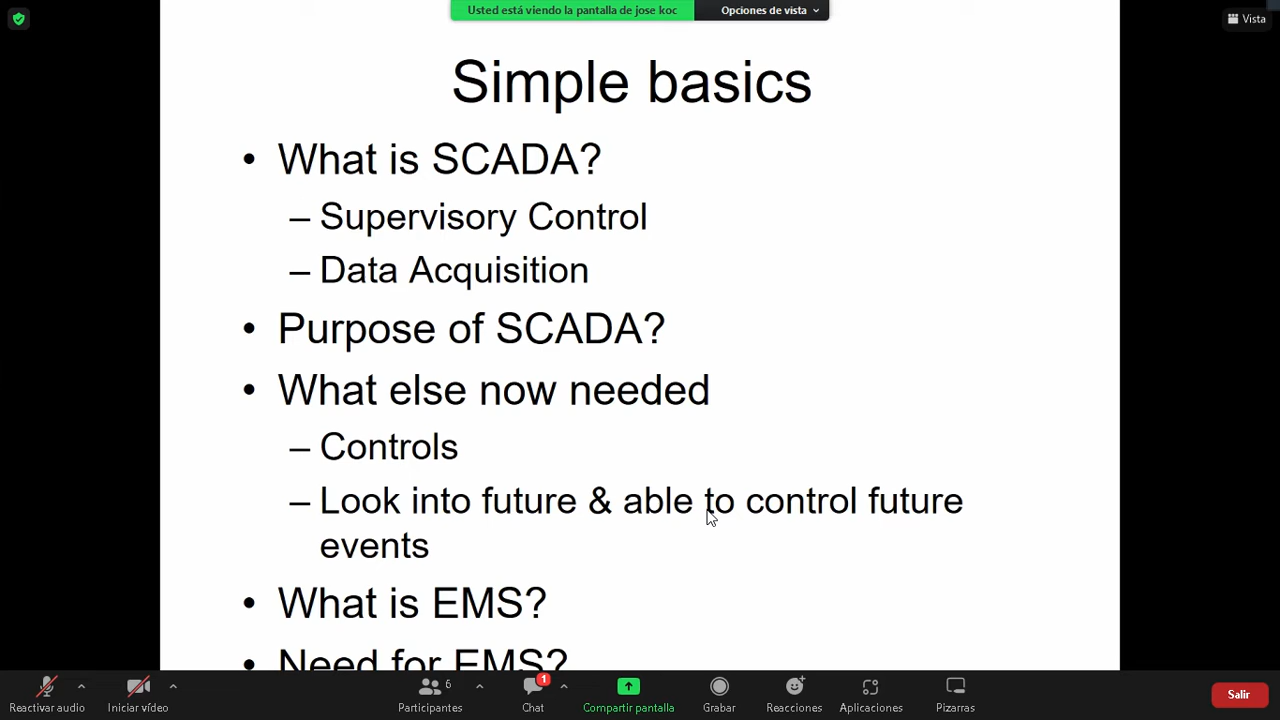 Usted está viendo la pantalla de jose koc
Opciones de vista
Vista
Simple basics
• What is SCADA?
– Supervisory Control
– Data Acquisition
• Purpose of SCADA?
• What else now needed
– Controls
– Look into future & able to control future
events
• What is EMS?
• Need for EMS?
Reactivar audio
Iniciar vídeo
6
Participantes
1
Chat
Compartir pantalla
Grabar
Reacciones
Aplicaciones
Pizarras
Salir